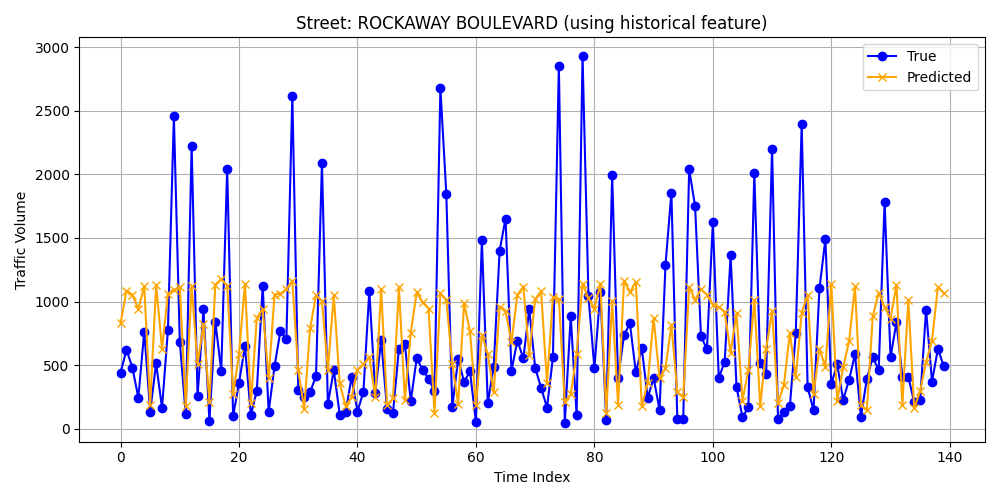 Street: ROCKAWAY BOULEVARD (using historical feature)
True
Predicted
Traffic Volume
3000
2500
2000
1500
1000
500
0
0 20 40 60 80 100 120 140
Time Index